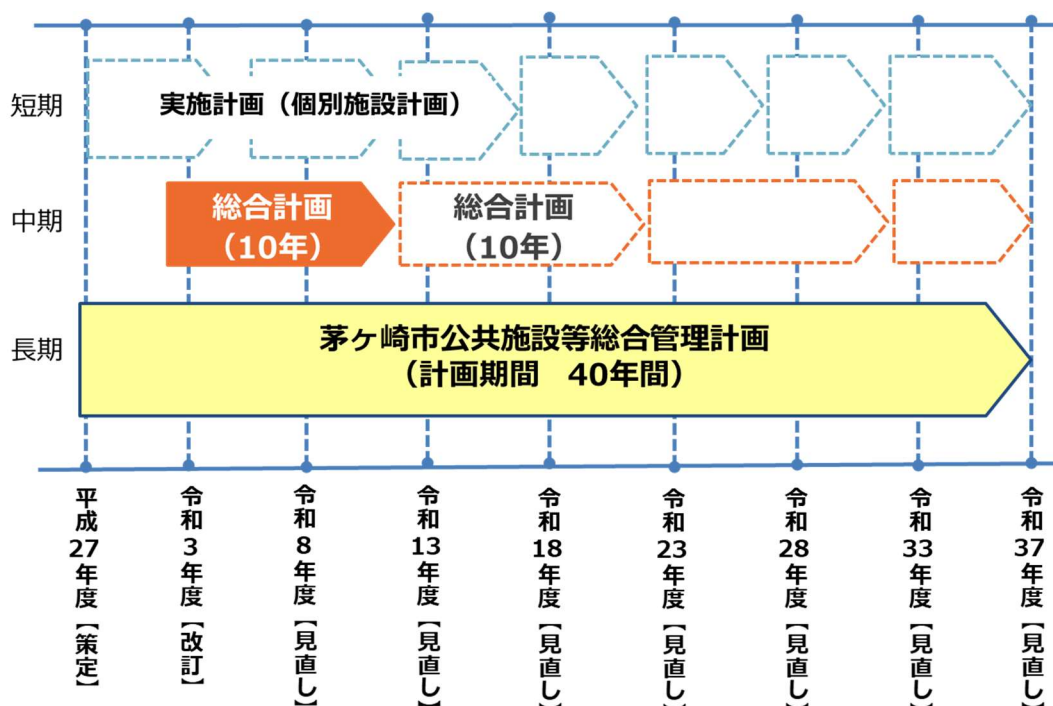 短期
実施計画（個別施設計画）
中期
総合計画
（10年）
総合計画
（10年）
長期
茅ヶ崎市公共施設等総合管理計画
（計画期間　40年間）
平成27年度【策定】
令和3年度【改訂】
令和8年度【見直し】
令和13年度【見直し】
令和18年度【見直し】
令和23年度【見直し】
令和28年度【見直し】
令和33年度【見直し】
令和37年度【見直し】